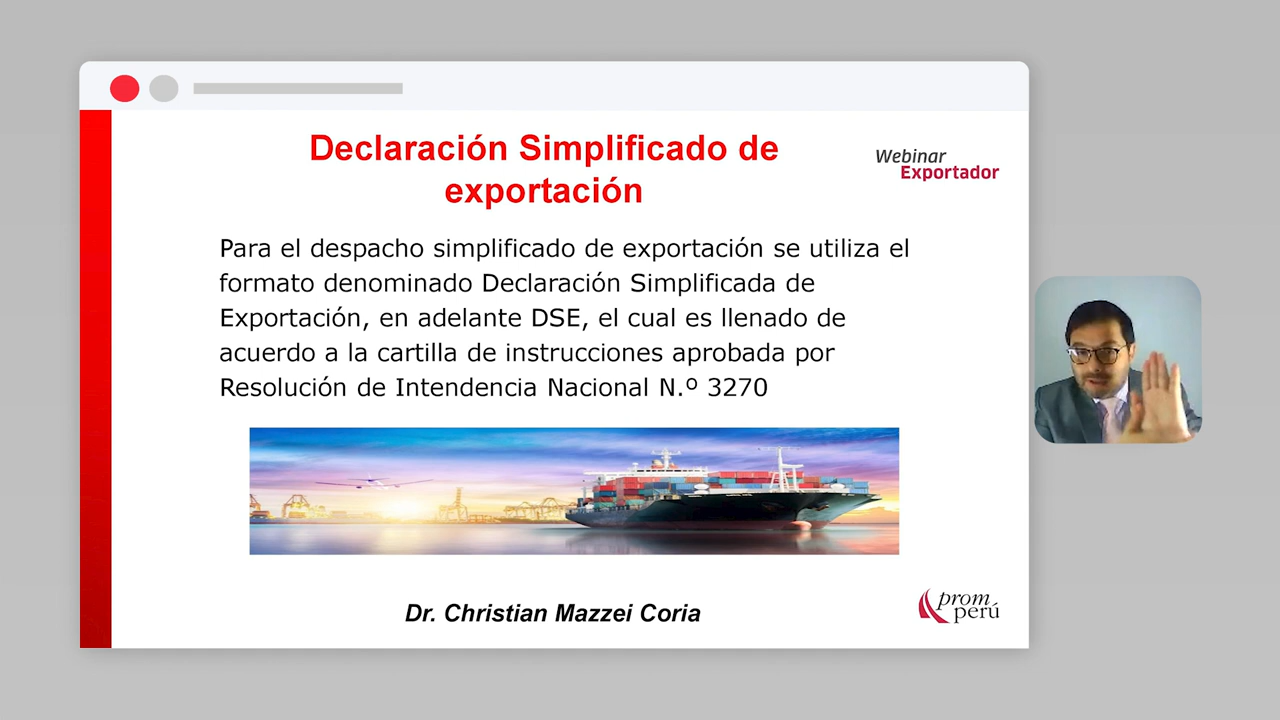 Declaración Simplificado de
exportación
Webinar
Exportador
Para el despacho simplificado de exportación se utiliza el
formato denominado Declaración Simplificada de
Exportación, en adelante DSE, el cual es llenado de
acuerdo a la cartilla de instrucciones aprobada por
Resolución de Intendencia Nacional N.º 3270
Dr. Christian Mazzei Coria
prom
perú